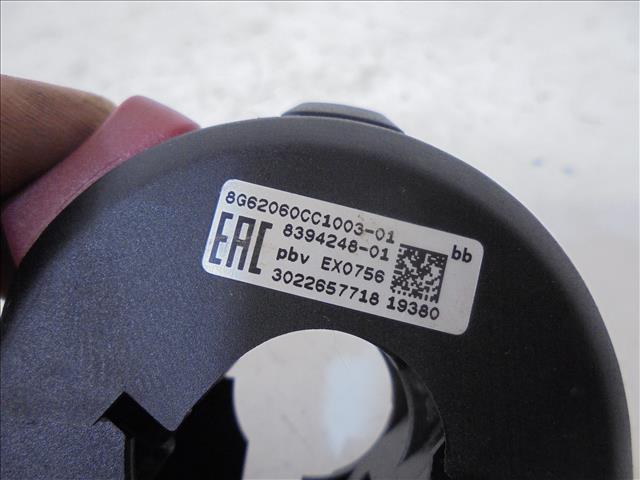 8G62060CC1003-01
8394248-01 bb
EAC pbv EX0756
3022657718 19380